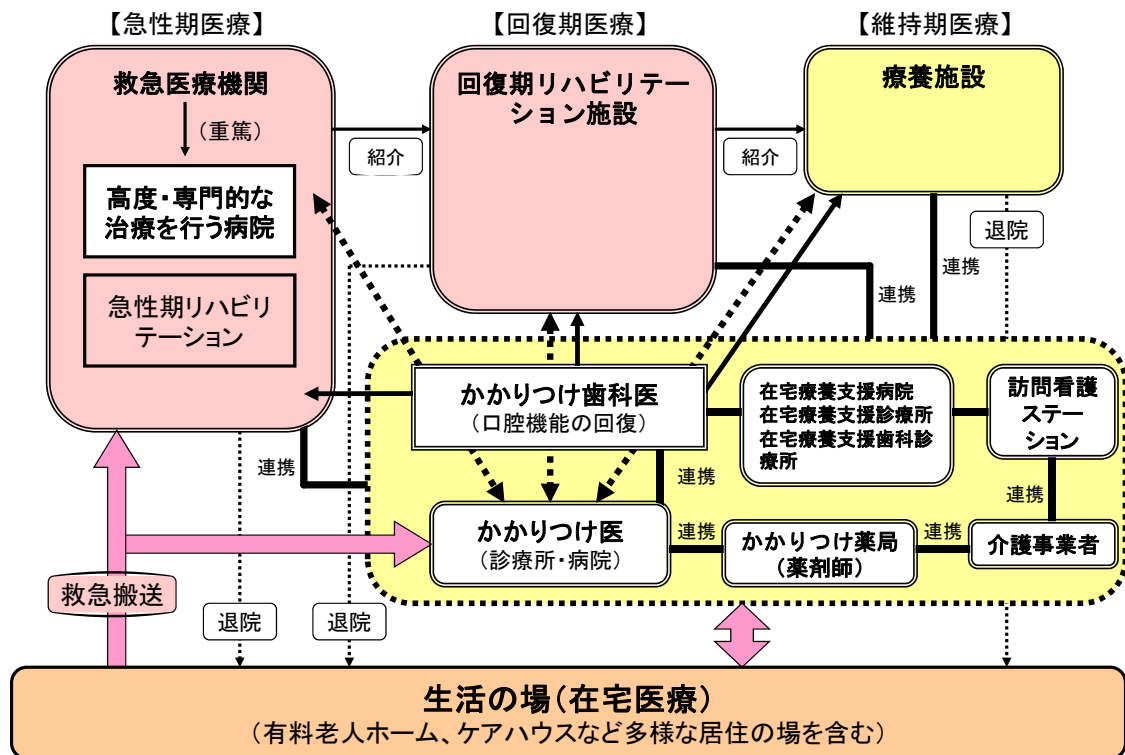 【急性期医療】
【回復期医療】
【維持期医療】
救急医療機関
(重篤)
高度・専門的な
治療を行う病院
急性期リハビリ
テーション
紹介
回復期リハビリテー
ション施設
紹介
療養施設
退院
連携
連携
かかりつけ歯科医
(口腔機能の回復)
在宅療養支援病院
在宅療養支援診療所
在宅療養支援歯科診
療所
訪問看護
ステー
ション
連携
連携
連携
かかりつけ医
(診療所・病院)
連携
かかりつけ薬局
(薬剤師)
連携
介護事業者
救急搬送
退院
退院
生活の場(在宅医療)
(有料老人ホーム、ケアハウスなど多様な居住の場を含む)